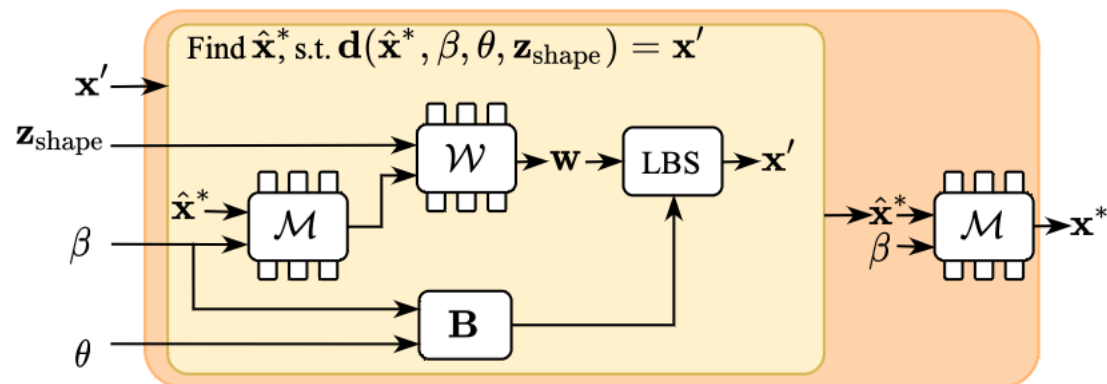 Find x̂*, s.t. d(x̂*, β, θ, z_shape) = x′
x′
z_shape
𝒲
w
LBS
x′
x̂*
ℳ
β
x̂*
β
ℳ
x*
B
θ